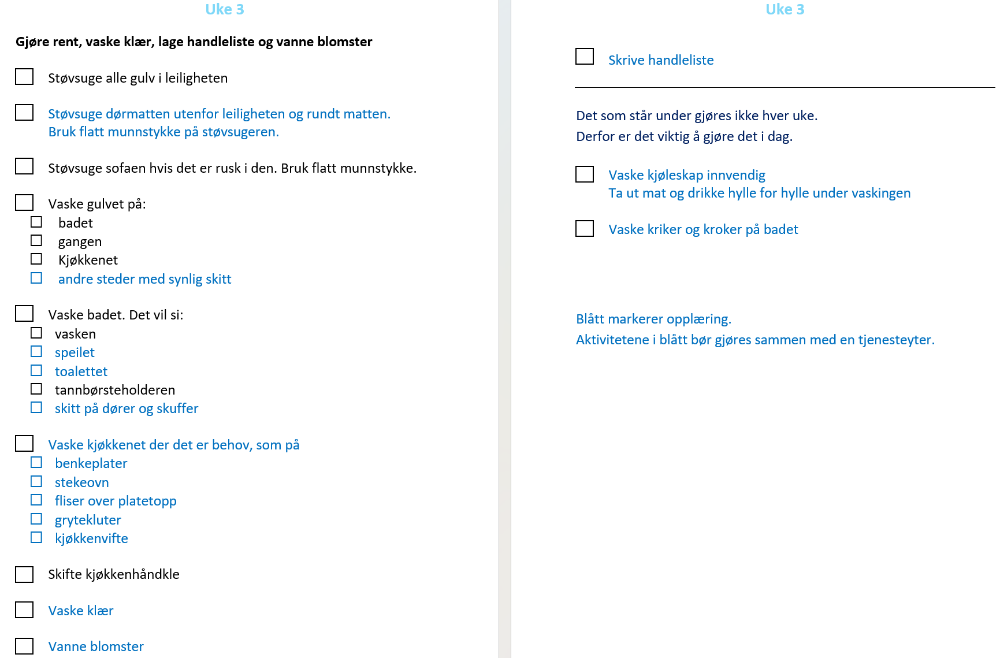 Uke 3
Gjøre rent, vaske klær, lage handleliste og vanne blomster
Støvsuge alle gulv i leiligheten
Støvsuge dørmatten utenfor leiligheten og rundt matten.
Bruk flatt munnstykke på støvsugeren.
Støvsuge sofaen hvis det er rusk i den. Bruk flatt munnstykke.
Vaske gulvet på:
badet
gangen
Kjøkkenet
andre steder med synlig skitt
Vaske badet. Det vil si:
vasken
speilet
toalettet
tannbørsteholderen
skitt på dører og skuffer
Vaske kjøkkenet der det er behov, som på
benkeplater
stekeovn
fliser over platetopp
grytekluter
kjøkkenvifte
Skifte kjøkkenhåndkle
Vaske klær
Vanne blomster
Uke 3
Skrive handleliste
Det som står under gjøres ikke hver uke.
Derfor er det viktig å gjøre det i dag.
Vaske kjøleskap innvendig
Ta ut mat og drikke hylle for hylle under vaskingen
Vaske kriker og kroker på badet
Blått markerer opplæring.
Aktivitetene i blått bør gjøres sammen med en tjenesteyter.